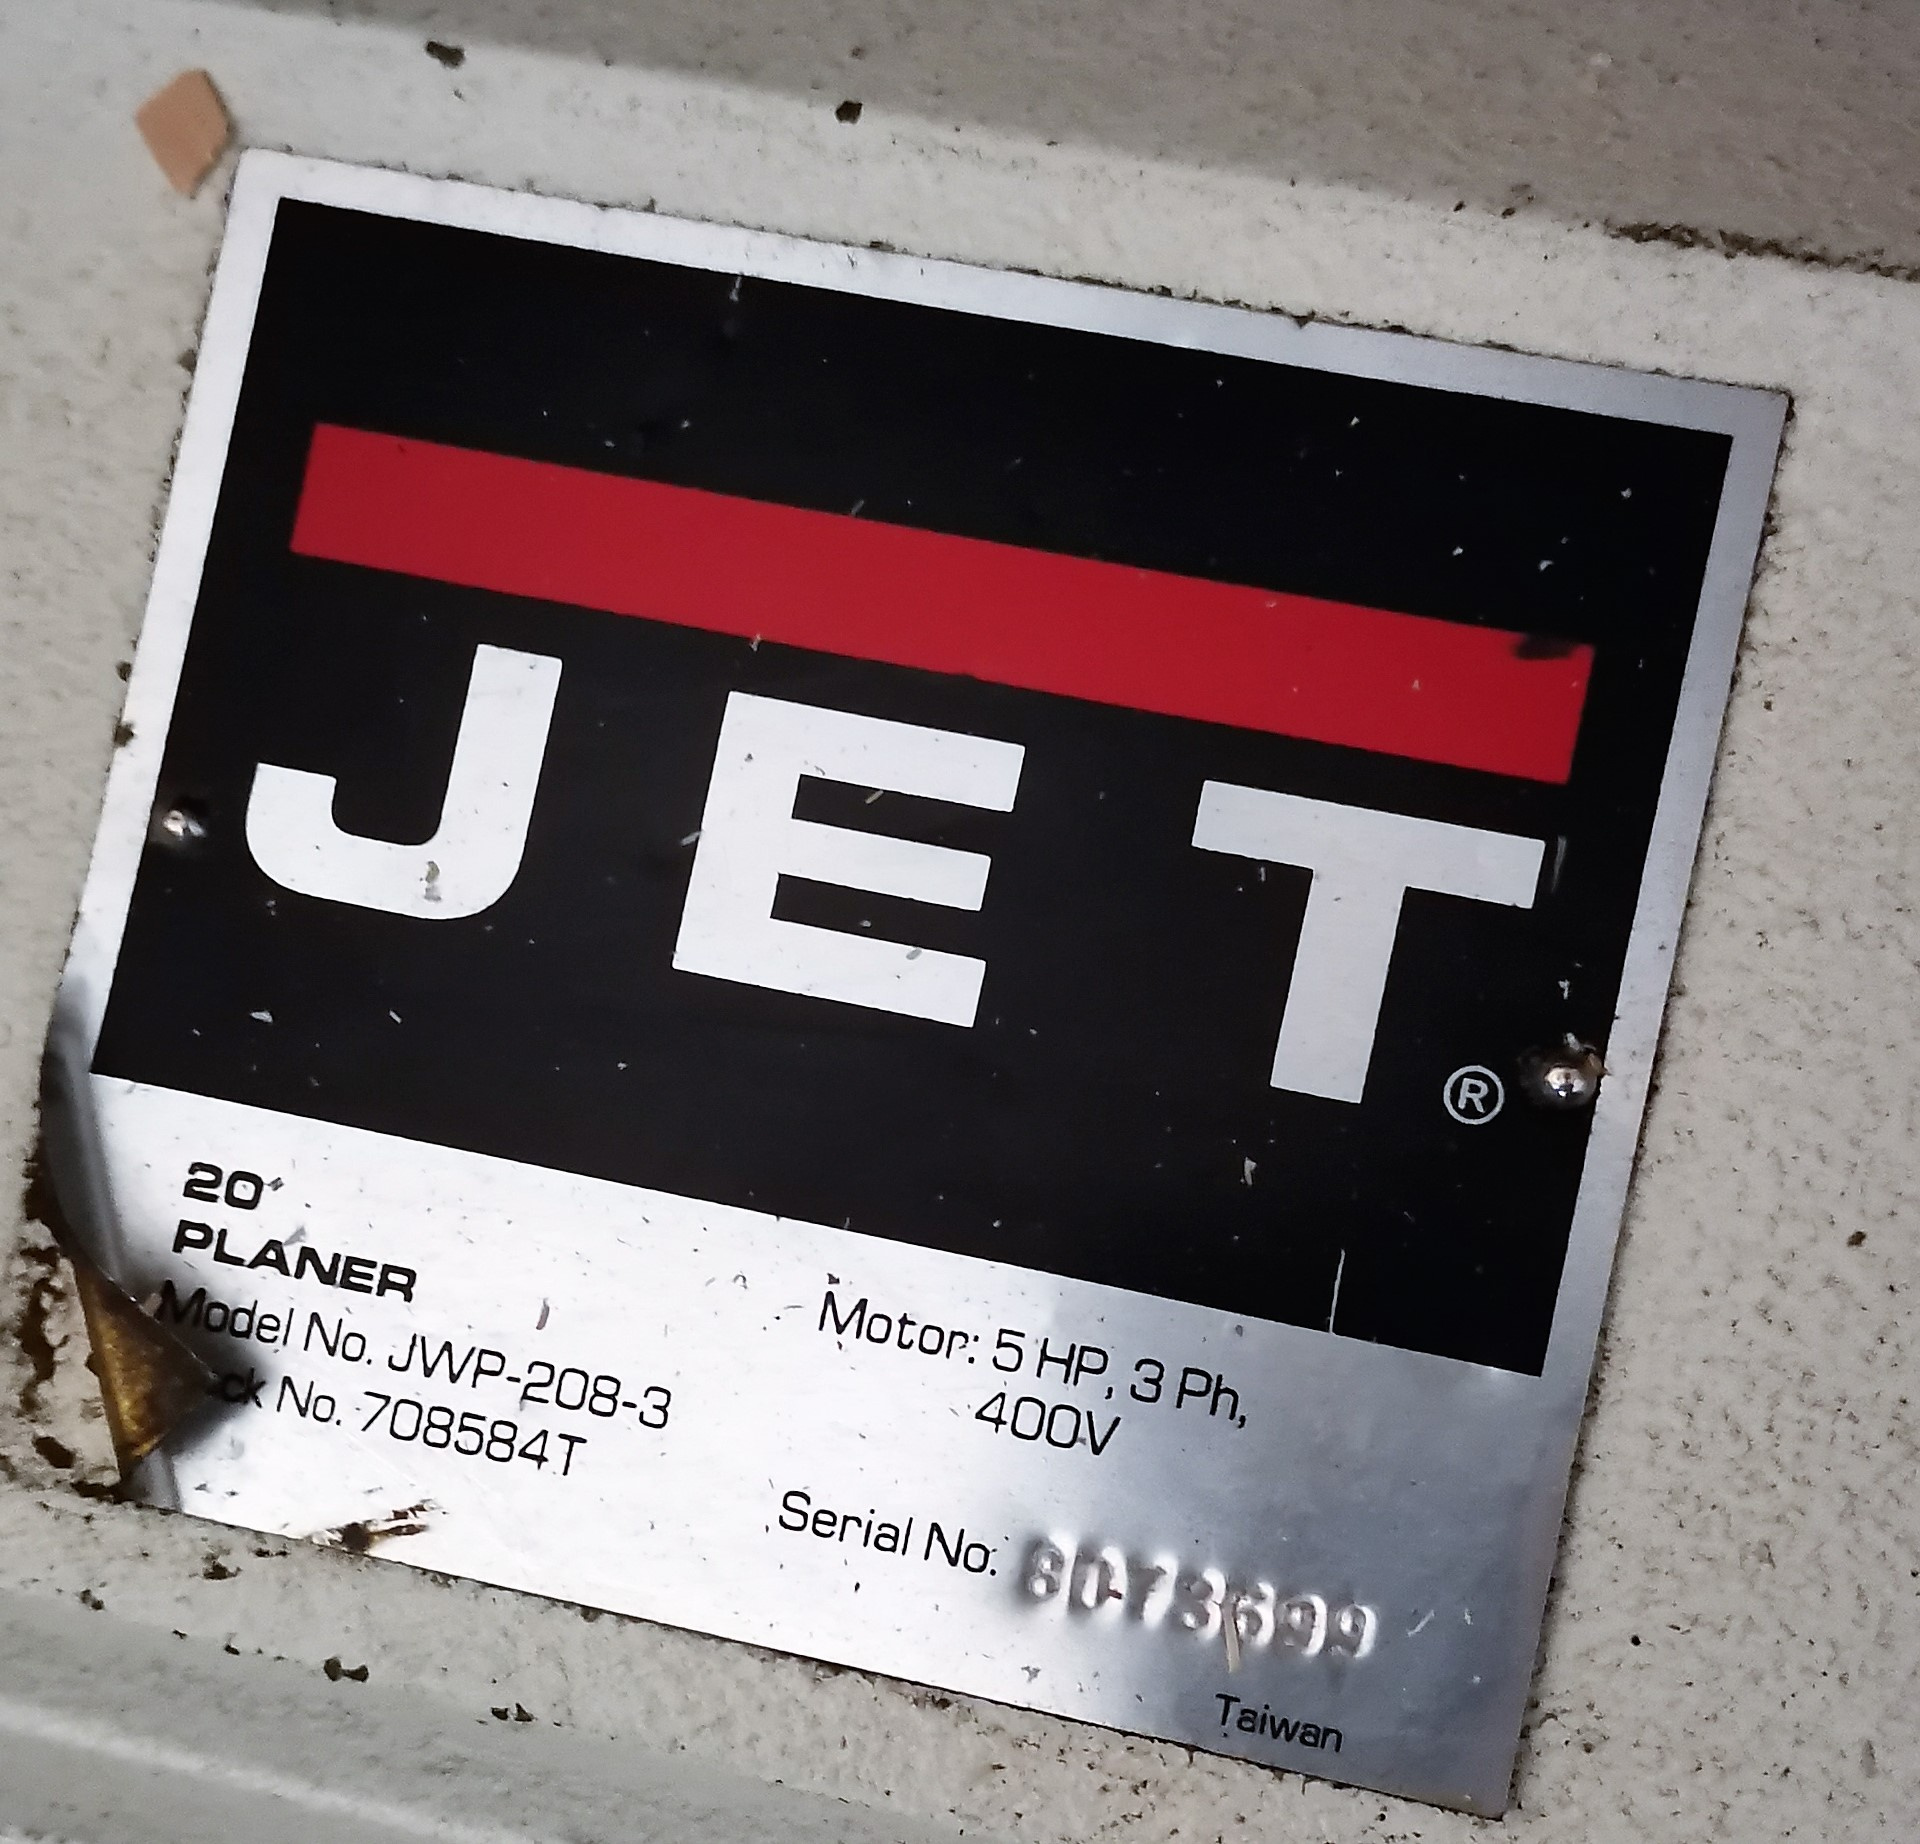 JET
®
20"
PLANER
Model No. JWP-208-3
No. 708584T
Motor: 5 HP, 3 Ph,
400V
Serial No: 8073699
Taiwan